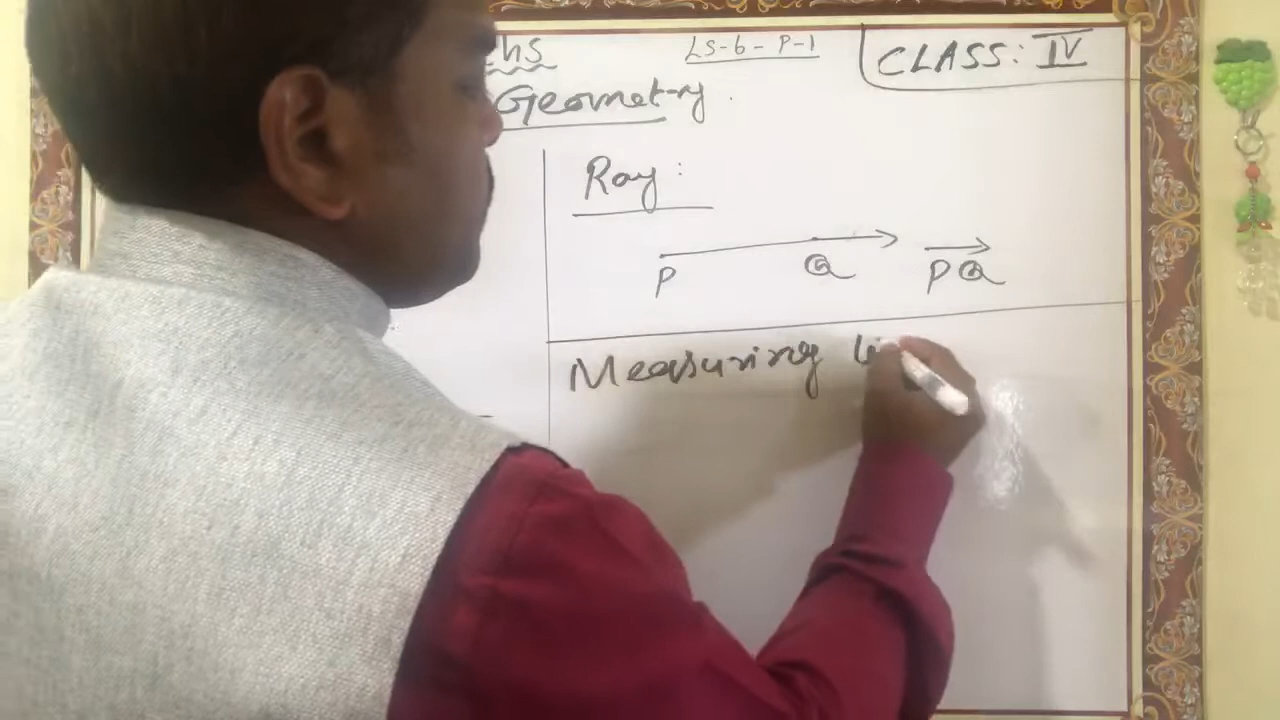 LS-6-P-1
CLASS: IV
Geometry
Ray:
P Q PQ
Measuring